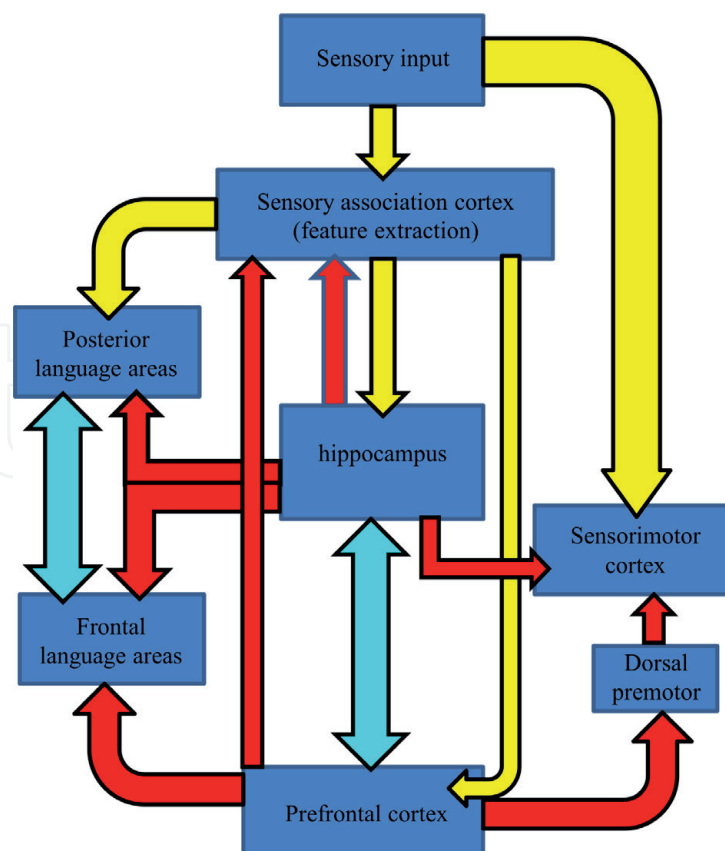 Sensory input
Sensory association cortex
(feature extraction)
Posterior
language areas
hippocampus
Sensorimotor
cortex
Frontal
language areas
Dorsal
premotor
Prefrontal cortex